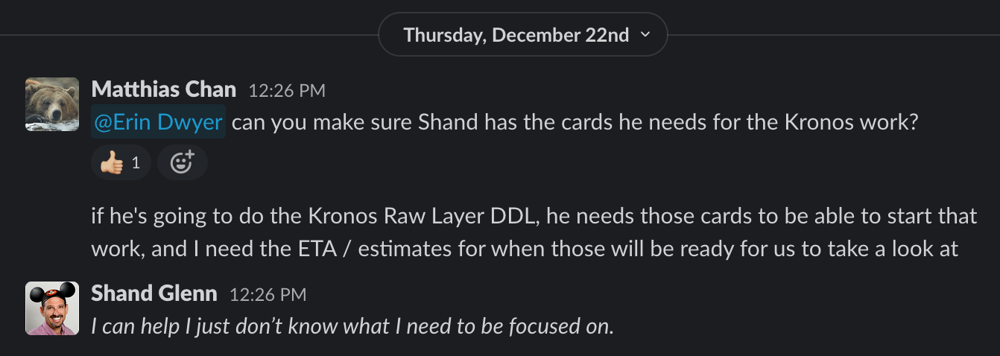 Thursday, December 22nd
Matthias Chan 12:26 PM
@Erin Dwyer can you make sure Shand has the cards he needs for the Kronos work?
👍🏼 1
if he's going to do the Kronos Raw Layer DDL, he needs those cards to be able to start that
work, and I need the ETA / estimates for when those will be ready for us to take a look at
Shand Glenn 12:26 PM
I can help I just don’t know what I need to be focused on.